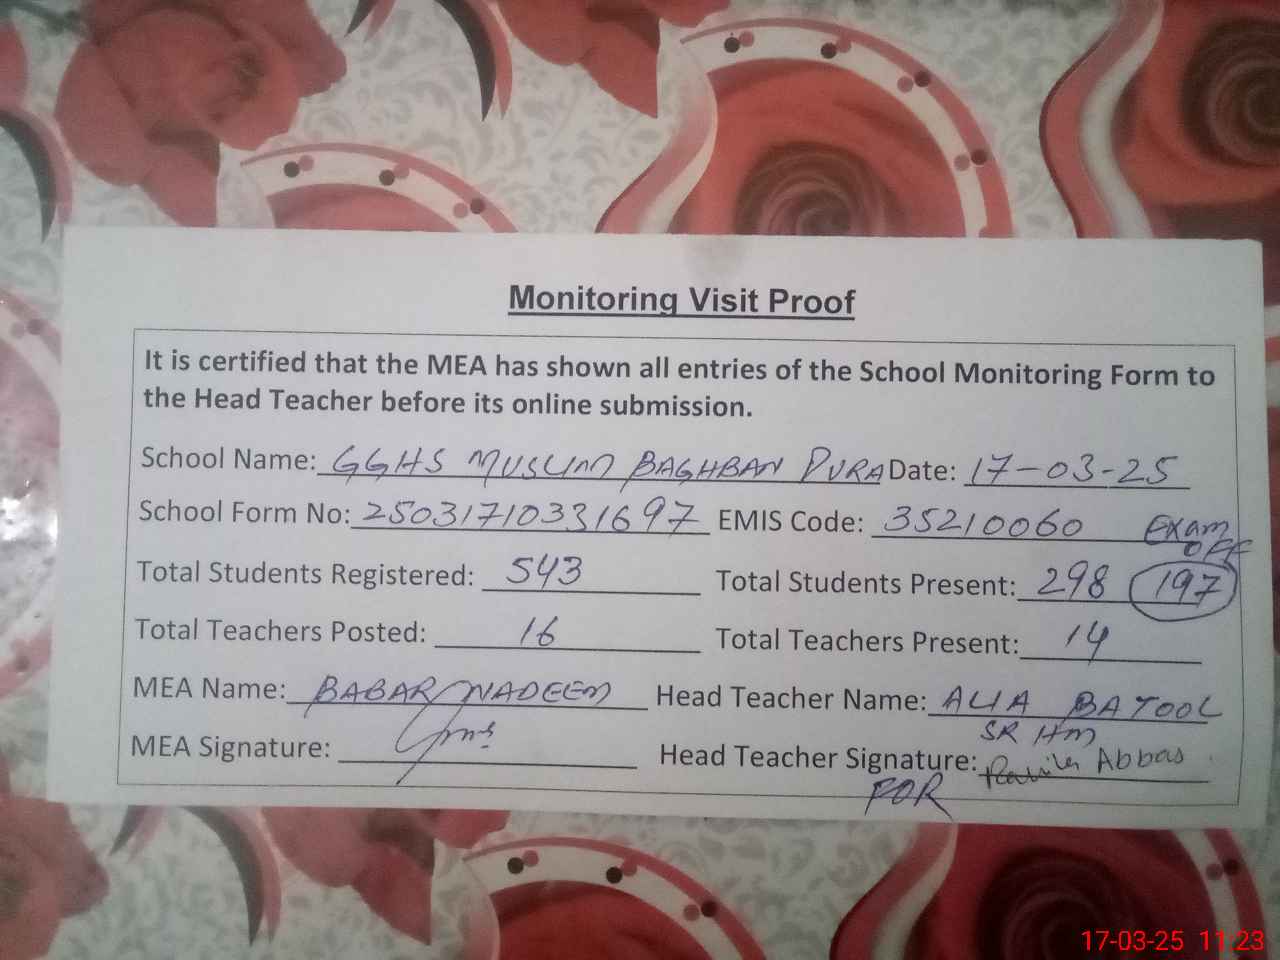 Monitoring Visit Proof
It is certified that the MEA has shown all entries of the School Monitoring Form to
the Head Teacher before its online submission.
School Name: GGHS MUSLIM BAGHBAN PURA Date: 17-03-25
School Form No: 25031710331697 EMIS Code: 35210060 Exam
OFF
Total Students Registered: 543 Total Students Present: 298 197
Total Teachers Posted: 16 Total Teachers Present: 14
MEA Name: BABAR NADEEM Head Teacher Name: ALIA BATOOL
SR HM
MEA Signature: Head Teacher Signature: Abbas
FOR
17-03-25 11:23